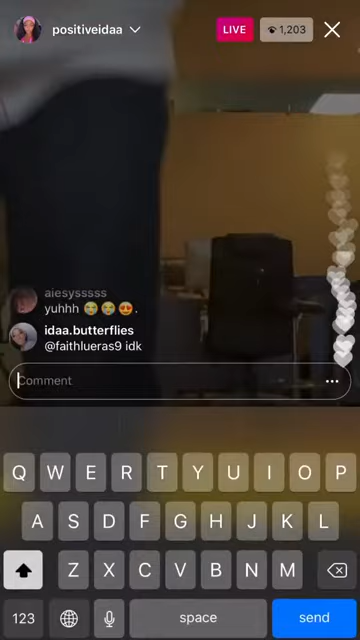 positiveidaa
LIVE
1,203
aiesysssss
yuhhh 😭😭😍.
idaa.butterflies
@faithlueras9 idk
Comment
Q W E R T Y U I O P
A S D F G H J K L
Z X C V B N M
123 space send